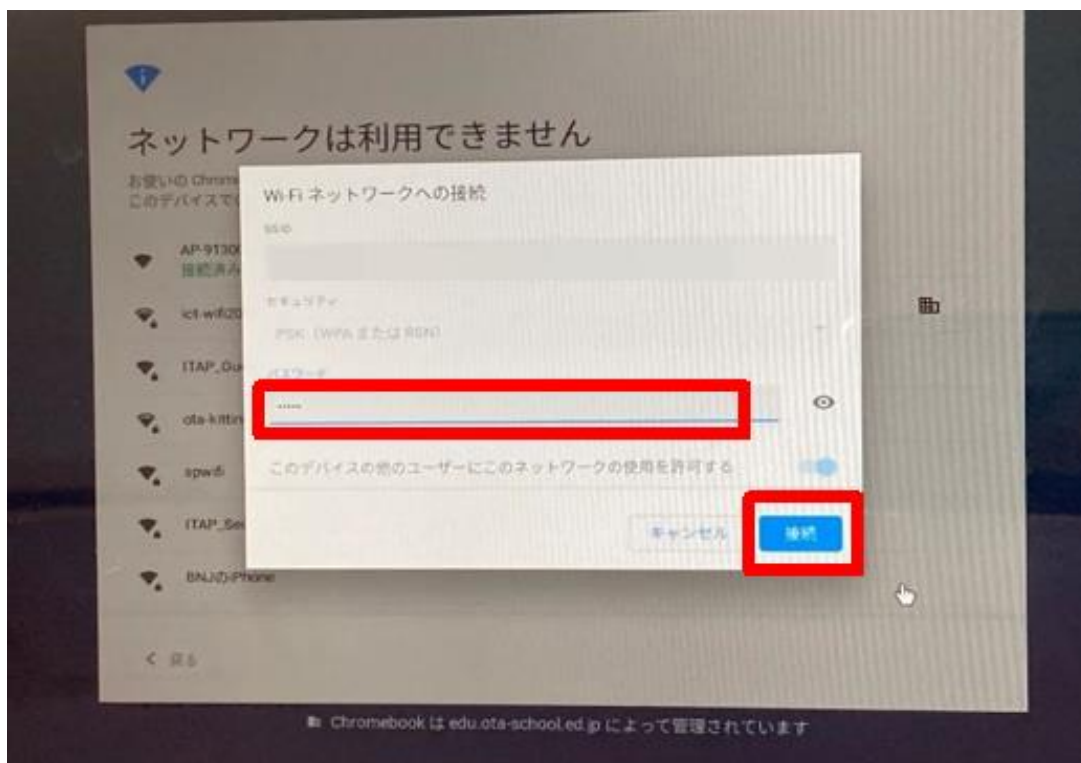 ネットワークは利用できません
お使いの Chrom
このデバイスで
Wi-Fi ネットワークへの接続
SSID
AP-9130
接続済み
セキュリティ
PSK（WPA または RSN）
ict-wifi20
ITAP_Gu
パスワード
ota-kittin
このデバイスの他のユーザーにこのネットワークの使用を許可する
spwifi
キャンセル
接続
ITAP_Se
BNJのiPhone
戻る
Chromebook は edu.ota-school.ed.jp によって管理されています